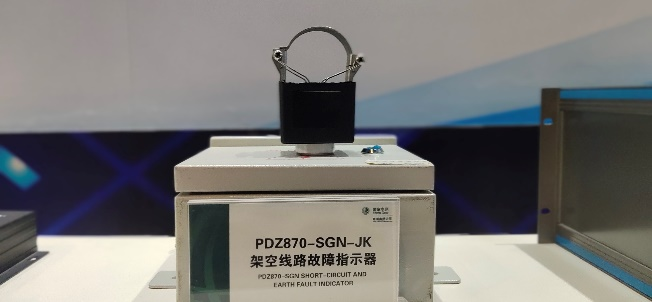 PDZ870-SGN-JK
架空线路故障指示器
PDZ870-SGN SHORT-CIRCUIT AND
EARTH FAULT INDICATOR